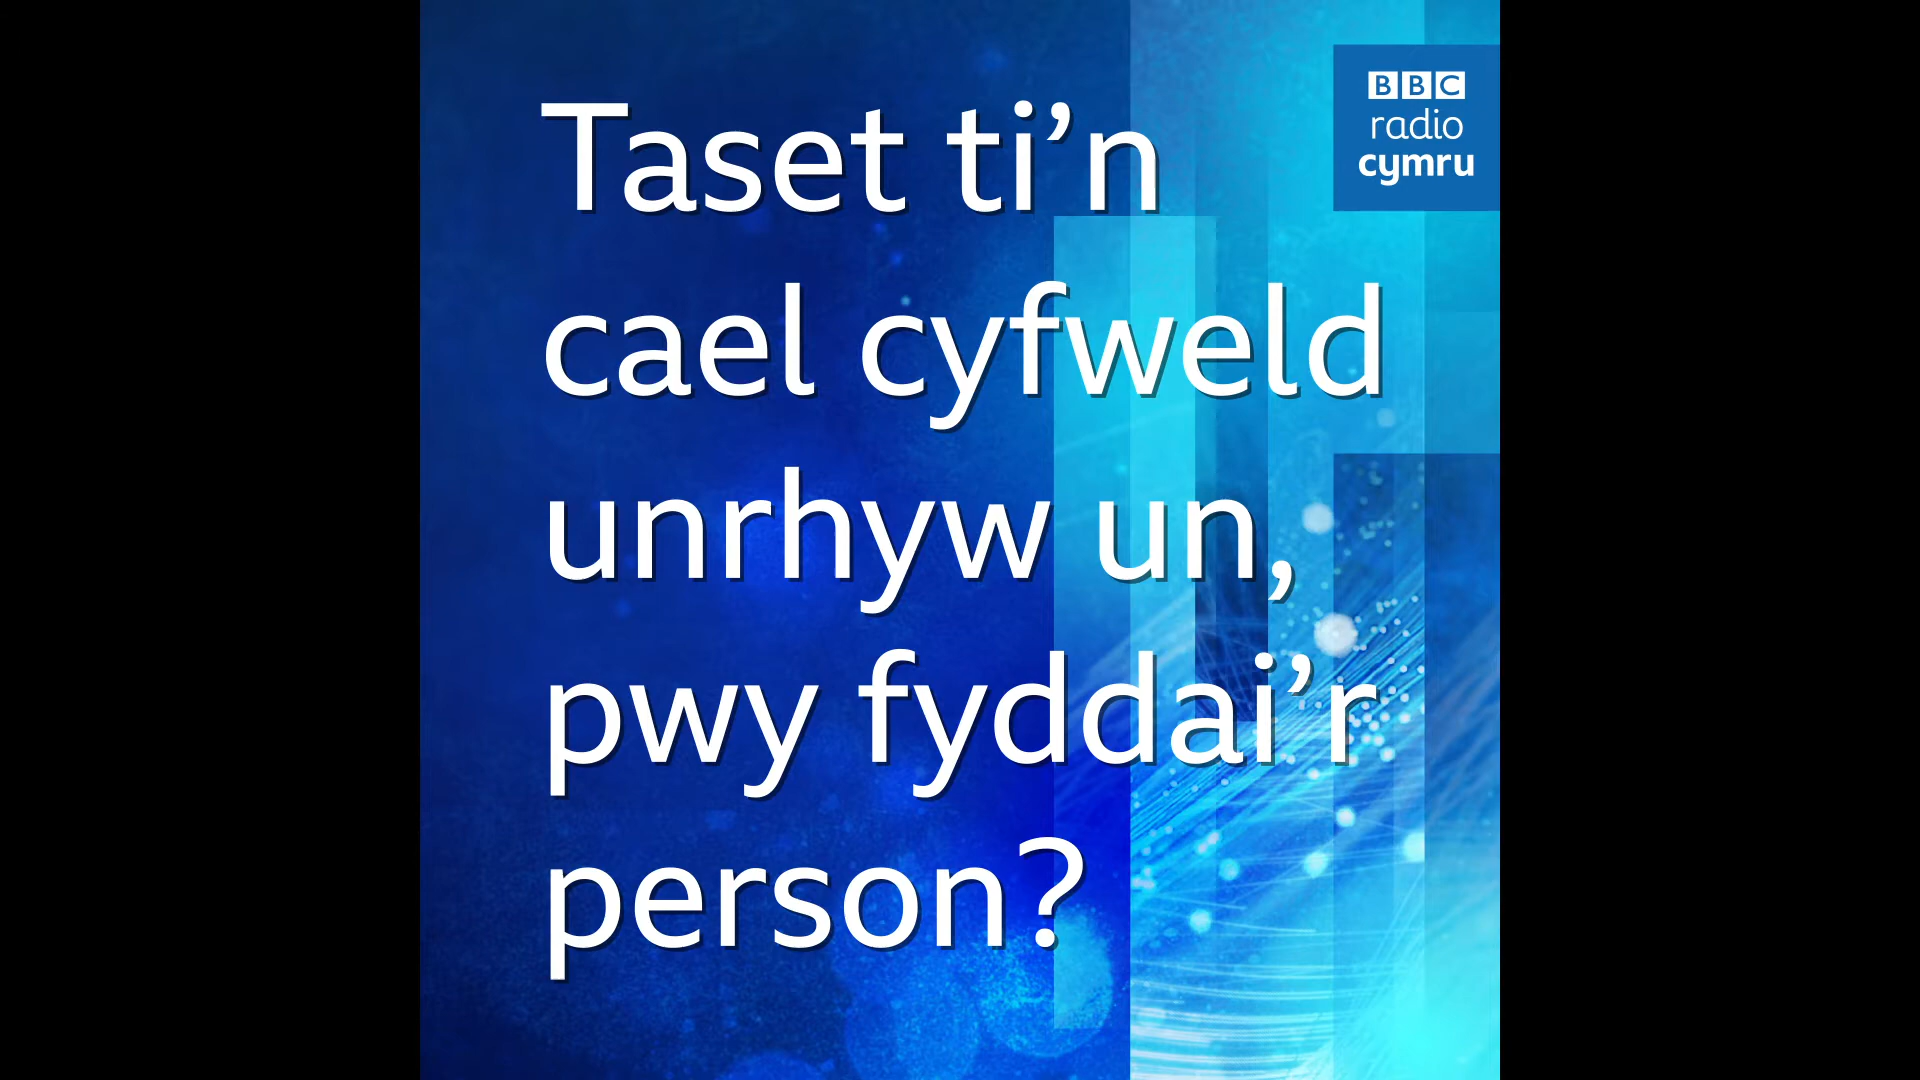 Taset ti’n
cael cyfweld
unrhyw un,
pwy fyddai’r
person?
BBC
radio
cymru